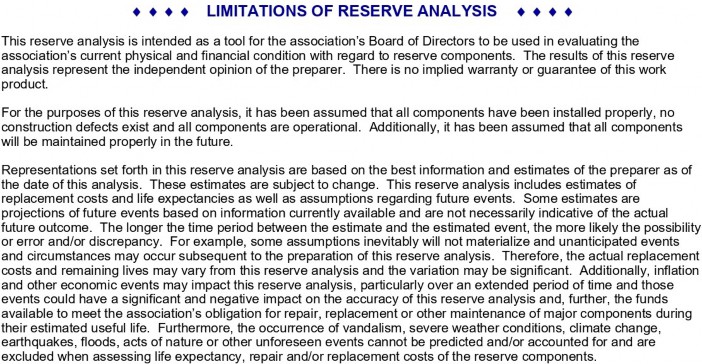 ♦ ♦ ♦ ♦ LIMITATIONS OF RESERVE ANALYSIS ♦ ♦ ♦ ♦
This reserve analysis is intended as a tool for the association's Board of Directors to be used in evaluating the
association's current physical and financial condition with regard to reserve components. The results of this reserve
analysis represent the independent opinion of the preparer. There is no implied warranty or guarantee of this work
product.
For the purposes of this reserve analysis, it has been assumed that all components have been installed properly, no
construction defects exist and all components are operational. Additionally, it has been assumed that all components
will be maintained properly in the future.
Representations set forth in this reserve analysis are based on the best information and estimates of the preparer as of
the date of this analysis. These estimates are subject to change. This reserve analysis includes estimates of
replacement costs and life expectancies as well as assumptions regarding future events. Some estimates are
projections of future events based on information currently available and are not necessarily indicative of the actual
future outcome. The longer the time period between the estimate and the estimated event, the more likely the possibility
or error and/or discrepancy. For example, some assumptions inevitably will not materialize and unanticipated events
and circumstances may occur subsequent to the preparation of this reserve analysis. Therefore, the actual replacement
costs and remaining lives may vary from this reserve analysis and the variation may be significant. Additionally, inflation
and other economic events may impact this reserve analysis, particularly over an extended period of time and those
events could have a significant and negative impact on the accuracy of this reserve analysis and, further, the funds
available to meet the association's obligation for repair, replacement or other maintenance of major components during
their estimated useful life. Furthermore, the occurrence of vandalism, severe weather conditions, climate change,
earthquakes, floods, acts of nature or other unforeseen events cannot be predicted and/or accounted for and are
excluded when assessing life expectancy, repair and/or replacement costs of the reserve components.